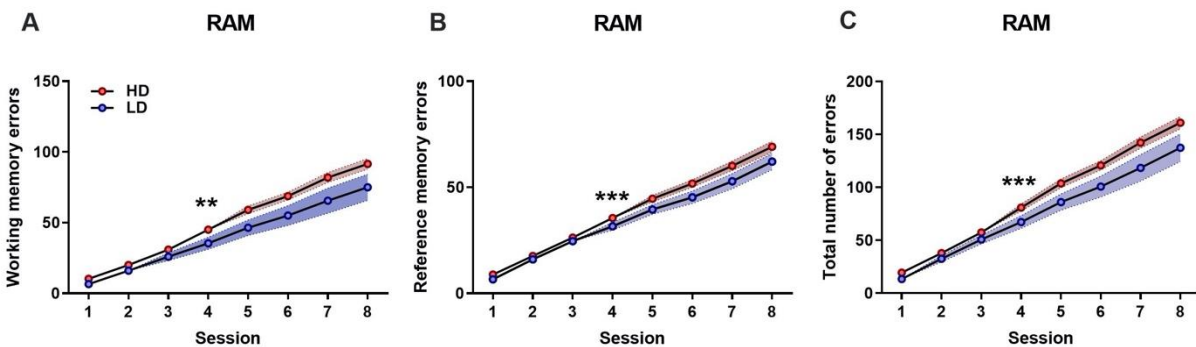 A
RAM
Working memory errors
150
100
50
0
HD
LD
**
1 2 3 4 5 6 7 8
Session
B
RAM
Reference memory errors
100
50
0
***
1 2 3 4 5 6 7 8
Session
C
RAM
Total number of errors
200
150
100
50
0
***
1 2 3 4 5 6 7 8
Session